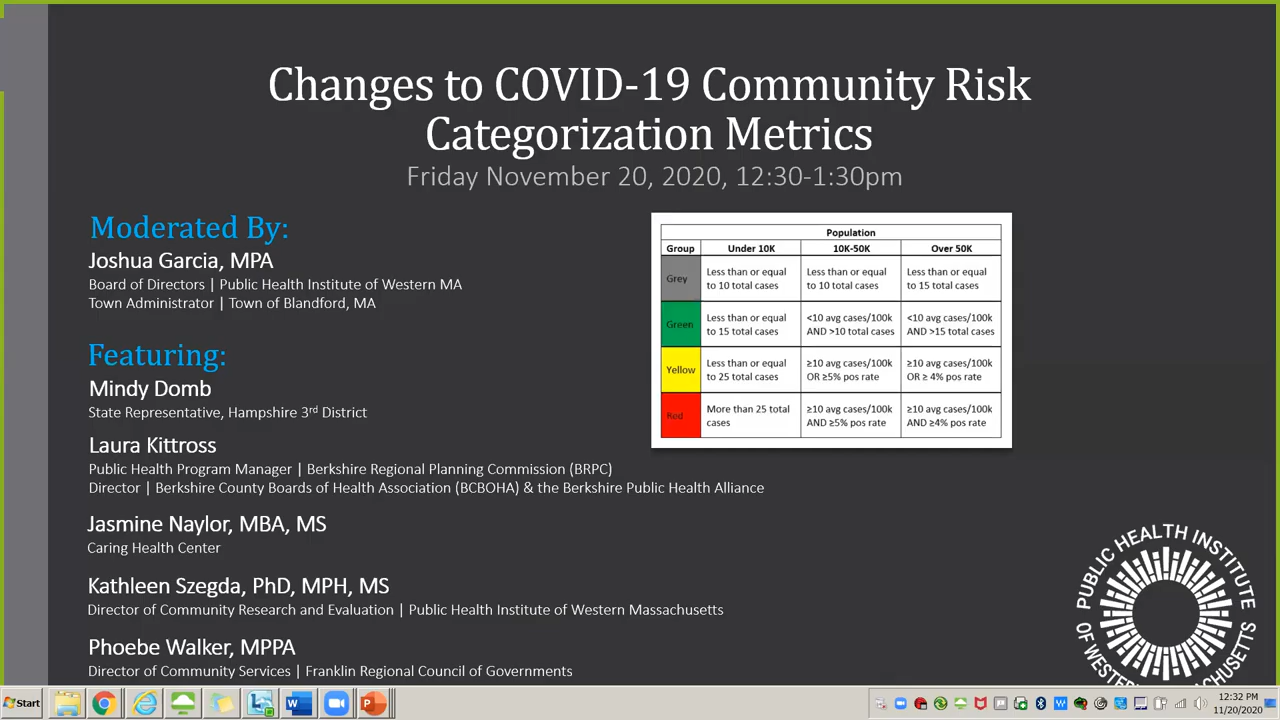 Changes to COVID-19 Community Risk
Categorization Metrics
Friday November 20, 2020, 12:30-1:30pm
Moderated By:
Joshua Garcia, MPA
Board of Directors | Public Health Institute of Western MA
Town Administrator | Town of Blandford, MA
Featuring:
Mindy Domb
State Representative, Hampshire 3rd District
Laura Kittross
Public Health Program Manager | Berkshire Regional Planning Commission (BRPC)
Director | Berkshire County Boards of Health Association (BCBOHA) & the Berkshire Public Health Alliance
Jasmine Naylor, MBA, MS
Caring Health Center
Kathleen Szegda, PhD, MPH, MS
Director of Community Research and Evaluation | Public Health Institute of Western Massachusetts
Phoebe Walker, MPPA
Director of Community Services | Franklin Regional Council of Governments
Population
Group Under 10K 10K-50K Over 50K
Grey
Less than or equal
to 10 total cases
Less than or equal
to 10 total cases
Less than or equal
to 15 total cases
Green
Less than or equal
to 15 total cases
<10 avg cases/100k
AND >10 total cases
<10 avg cases/100k
AND >15 total cases
Yellow
Less than or equal
to 25 total cases
≥10 avg cases/100k
OR ≥5% pos rate
≥10 avg cases/100k
OR ≥ 4% pos rate
Red
More than 25 total
cases
≥10 avg cases/100k
AND ≥5% pos rate
≥10 avg cases/100k
AND ≥4% pos rate
PUBLIC HEALTH INSTITUTE
Start
12:32 PM
11/20/2020